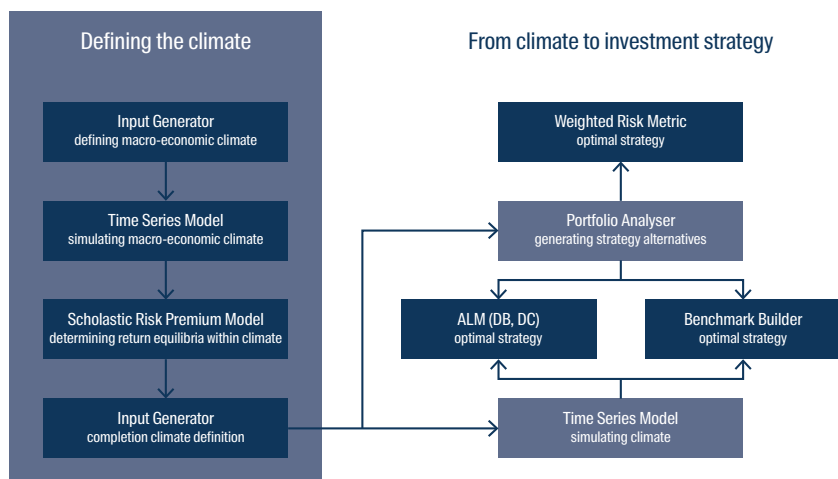 Defining the climate
Input Generator
defining macro-economic climate
Time Series Model
simulating macro-economic climate
Scholastic Risk Premium Model
determining return equilibria within climate
Input Generator
completion climate definition
From climate to investment strategy
Weighted Risk Metric
optimal strategy
Portfolio Analyser
generating strategy alternatives
ALM (DB, DC)
optimal strategy
Benchmark Builder
optimal strategy
Time Series Model
simulating climate